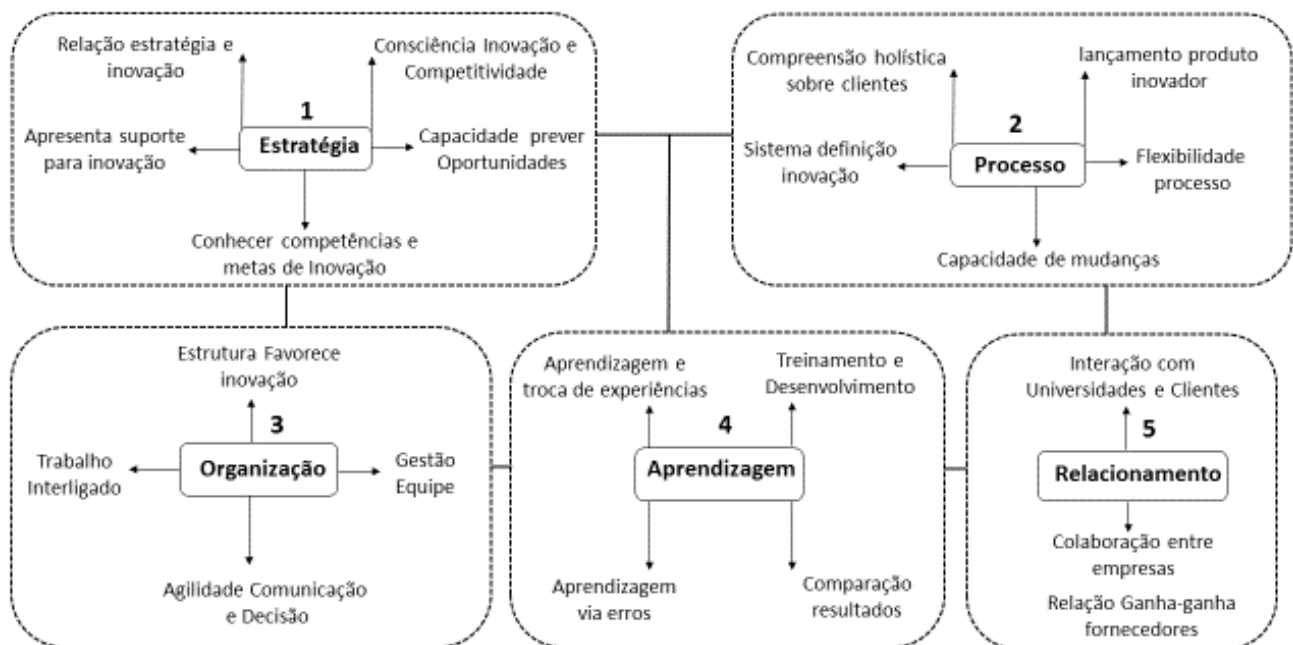 Relação estratégia e
inovação
Consciência Inovação e
Competitividade
1
Estratégia
Apresenta suporte
para inovação
Capacidade prever
Oportunidades
Conhecer competências e
metas de Inovação
Compreensão holística
sobre clientes
lançamento produto
inovador
2
Processo
Sistema definição
inovação
Flexibilidade
processo
Capacidade de mudanças
Estrutura Favorece
inovação
3
Organização
Trabalho
Interligado
Gestão
Equipe
Agilidade Comunicação
e Decisão
Aprendizagem e
troca de experiências
Treinamento e
Desenvolvimento
4
Aprendizagem
Aprendizagem
via erros
Comparação
resultados
Interação com
Universidades e Clientes
5
Relacionamento
Colaboração entre
empresas
Relação Ganha-ganha
fornecedores